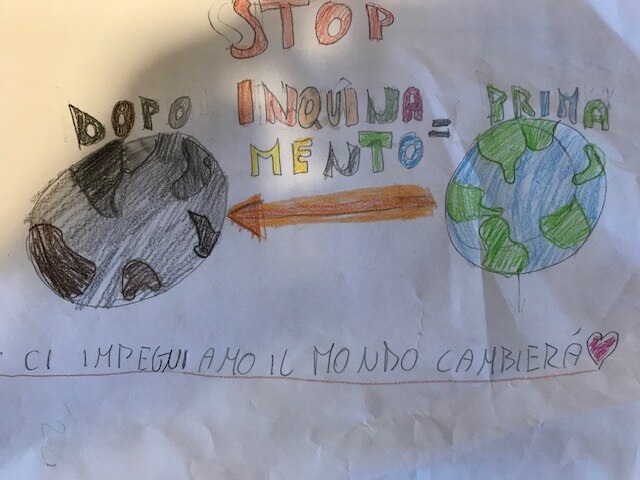 STOP
DOPO INQUINA PRIMA
MENTO =
CI IMPEGNIAMO IL MONDO CAMBIERÁ